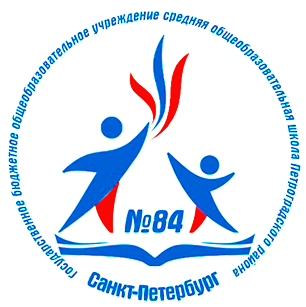 Государственное бюджетное общеобразовательное учреждение средняя общеобразовательная школа Петроградского района
№84
Санкт-Петербург